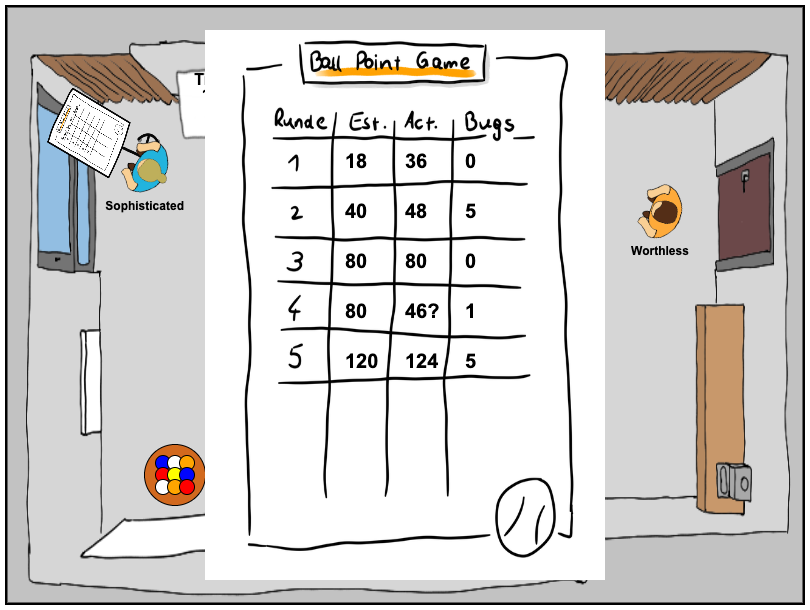 Ball Point Game
Runde Est. Act. Bugs
1 18 36 0
2 40 48 5
3 80 80 0
4 80 46? 1
5 120 124 5
Sophisticated
Worthless